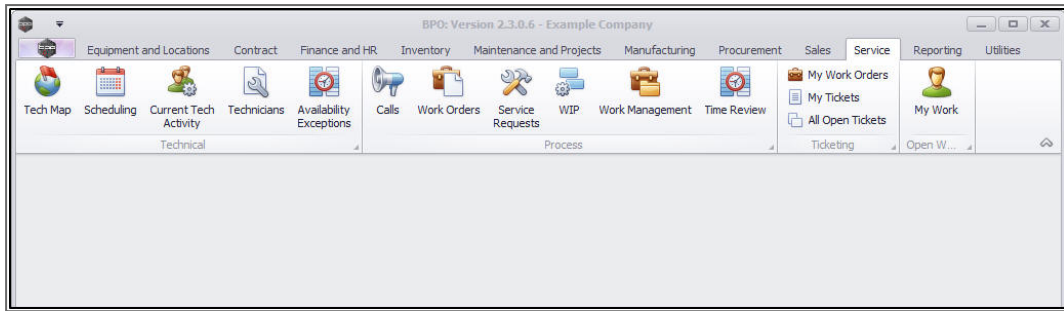 BPO: Version 2.3.0.6 - Example Company
Equipment and Locations Contract Finance and HR Inventory Maintenance and Projects Manufacturing Procurement Sales Service Reporting Utilities
Tech Map Scheduling Current Tech Activity Technicians Availability Exceptions Calls Work Orders Service Requests WIP Work Management Time Review
My Work Orders
My Tickets
All Open Tickets
My Work
Technical Process Ticketing Open W...